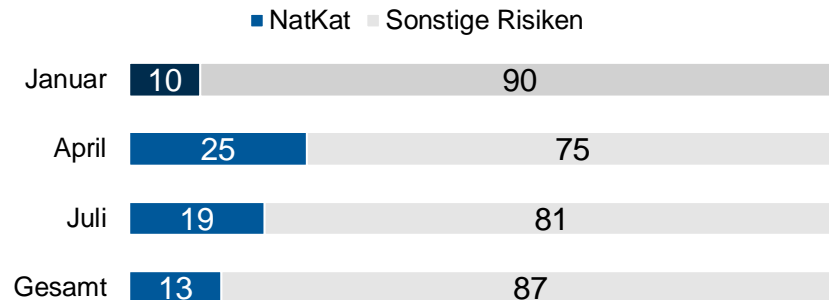 NatKat Sonstige Risiken
Januar 10 90
April 25 75
Juli 19 81
Gesamt 13 87